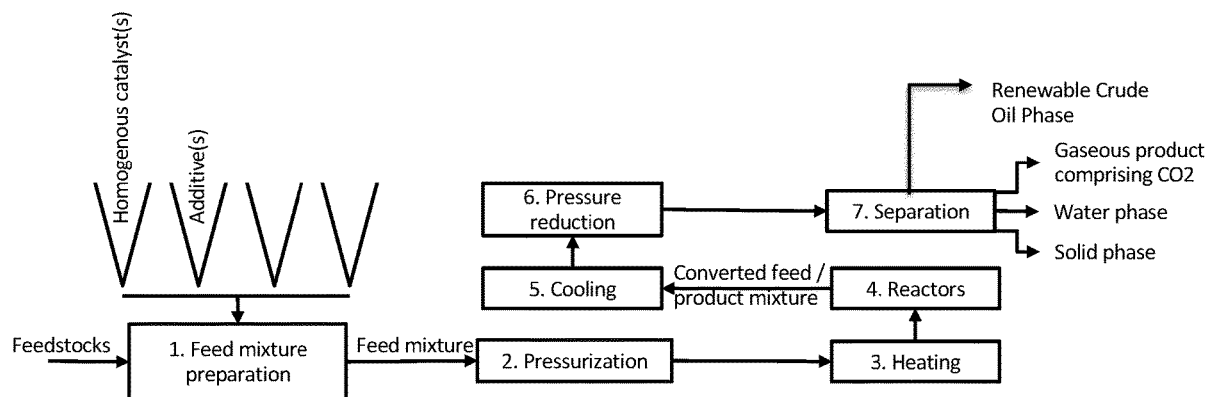 Homogenous catalyst(s)
Additive(s)
Renewable Crude
Oil Phase
Gaseous product
comprising CO2
6. Pressure
reduction
7. Separation
Water phase
Solid phase
5. Cooling
Converted feed /
product mixture
4. Reactors
Feedstocks
1. Feed mixture
preparation
Feed mixture
2. Pressurization
3. Heating